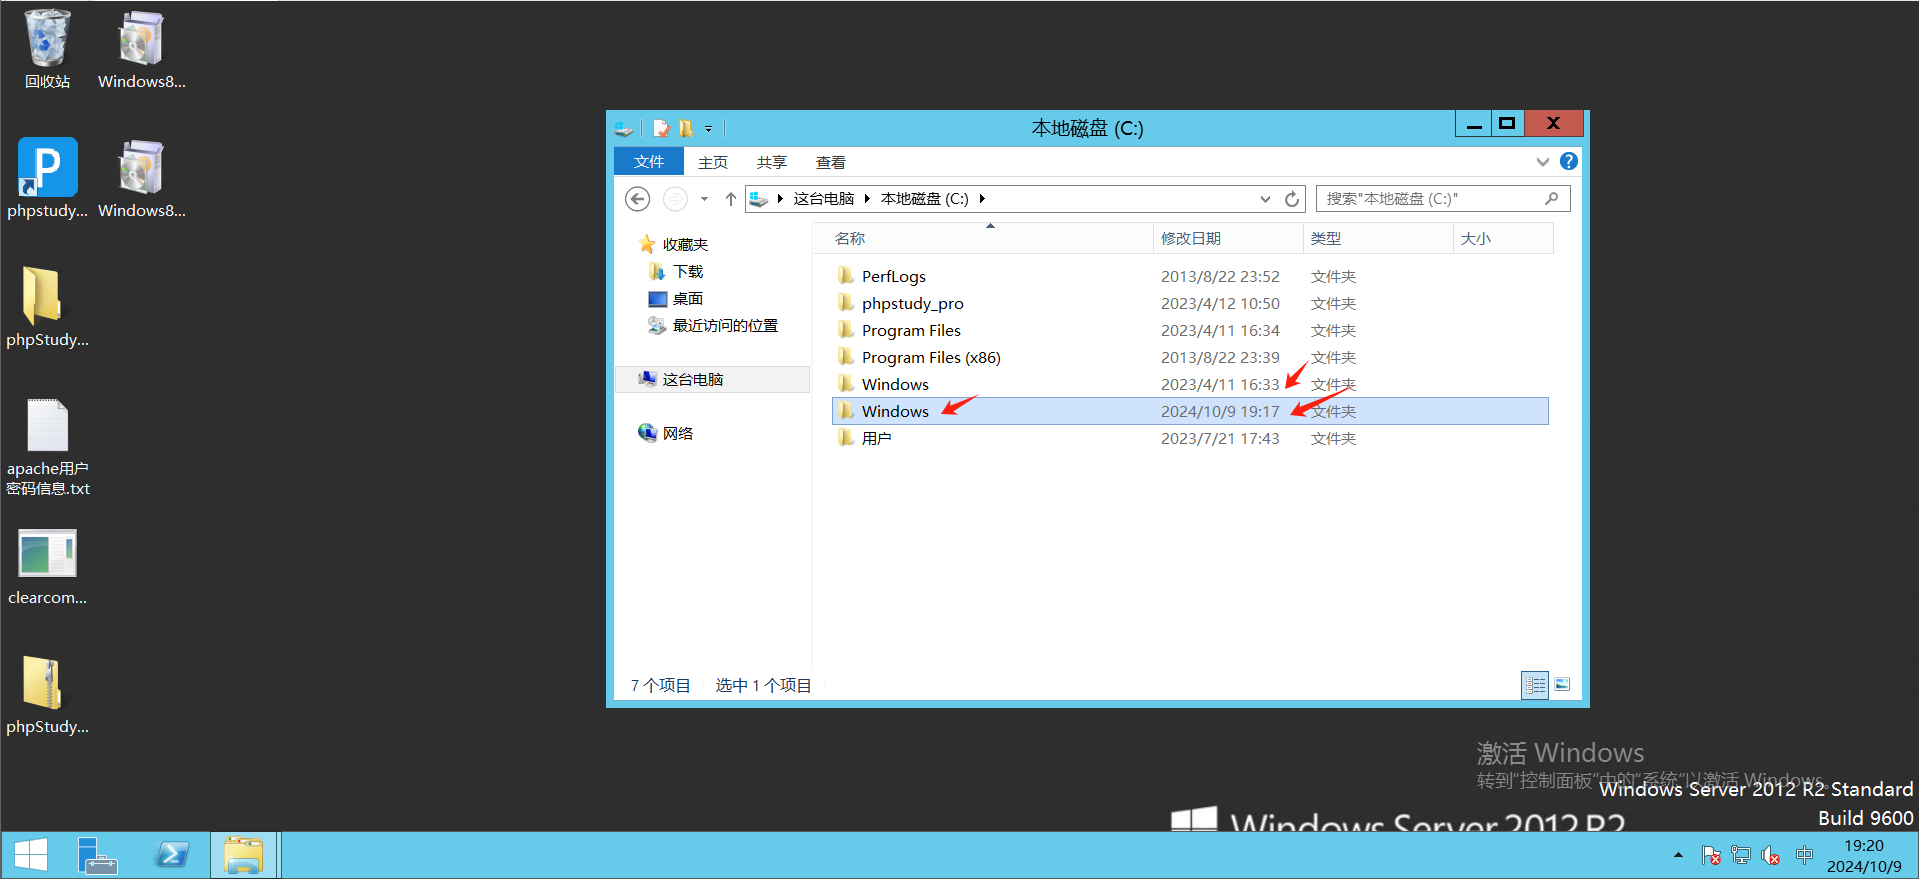 回收站
Windows8...
phpstudy...
Windows8...
phpStudy...
apache用户
密码信息.txt
clearcom...
phpStudy...
本地磁盘 (C:)
文件
主页
共享
查看
这台电脑
本地磁盘 (C:)
搜索"本地磁盘 (C:)"
收藏夹
下载
桌面
最近访问的位置
这台电脑
网络
名称
修改日期
类型
大小
PerfLogs 2013/8/22 23:52 文件夹
phpstudy_pro 2023/4/12 10:50 文件夹
Program Files 2023/4/11 16:34 文件夹
Program Files (x86) 2013/8/22 23:39 文件夹
Windows 2023/4/11 16:33 文件夹
Windows 2024/10/9 19:17 文件夹
用户 2023/7/21 17:43 文件夹
7 个项目
选中 1 个项目
激活 Windows
转到"控制面板"中的"系统"以激活 Windows。
Windows Server 2012 R2 Standard
Build 9600
Windows Server 2012 R2
中
19:20
2024/10/9